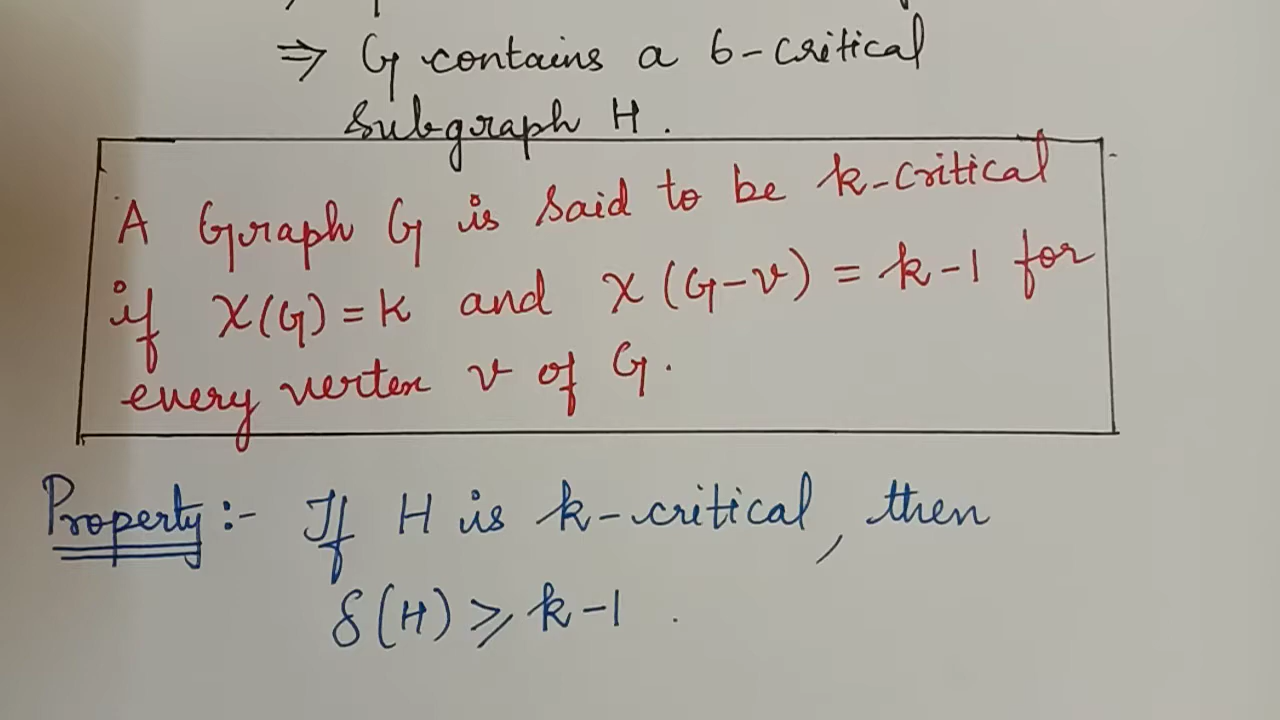 ⇒ G contains a 6-critical
Subgraph H.
A Graph G is said to be k-critical
if χ(G) = K and χ(G-v) = k-1 for
every vertex v of G.
Property :- If H is k-critical, then
δ(H) ≥ k-1.